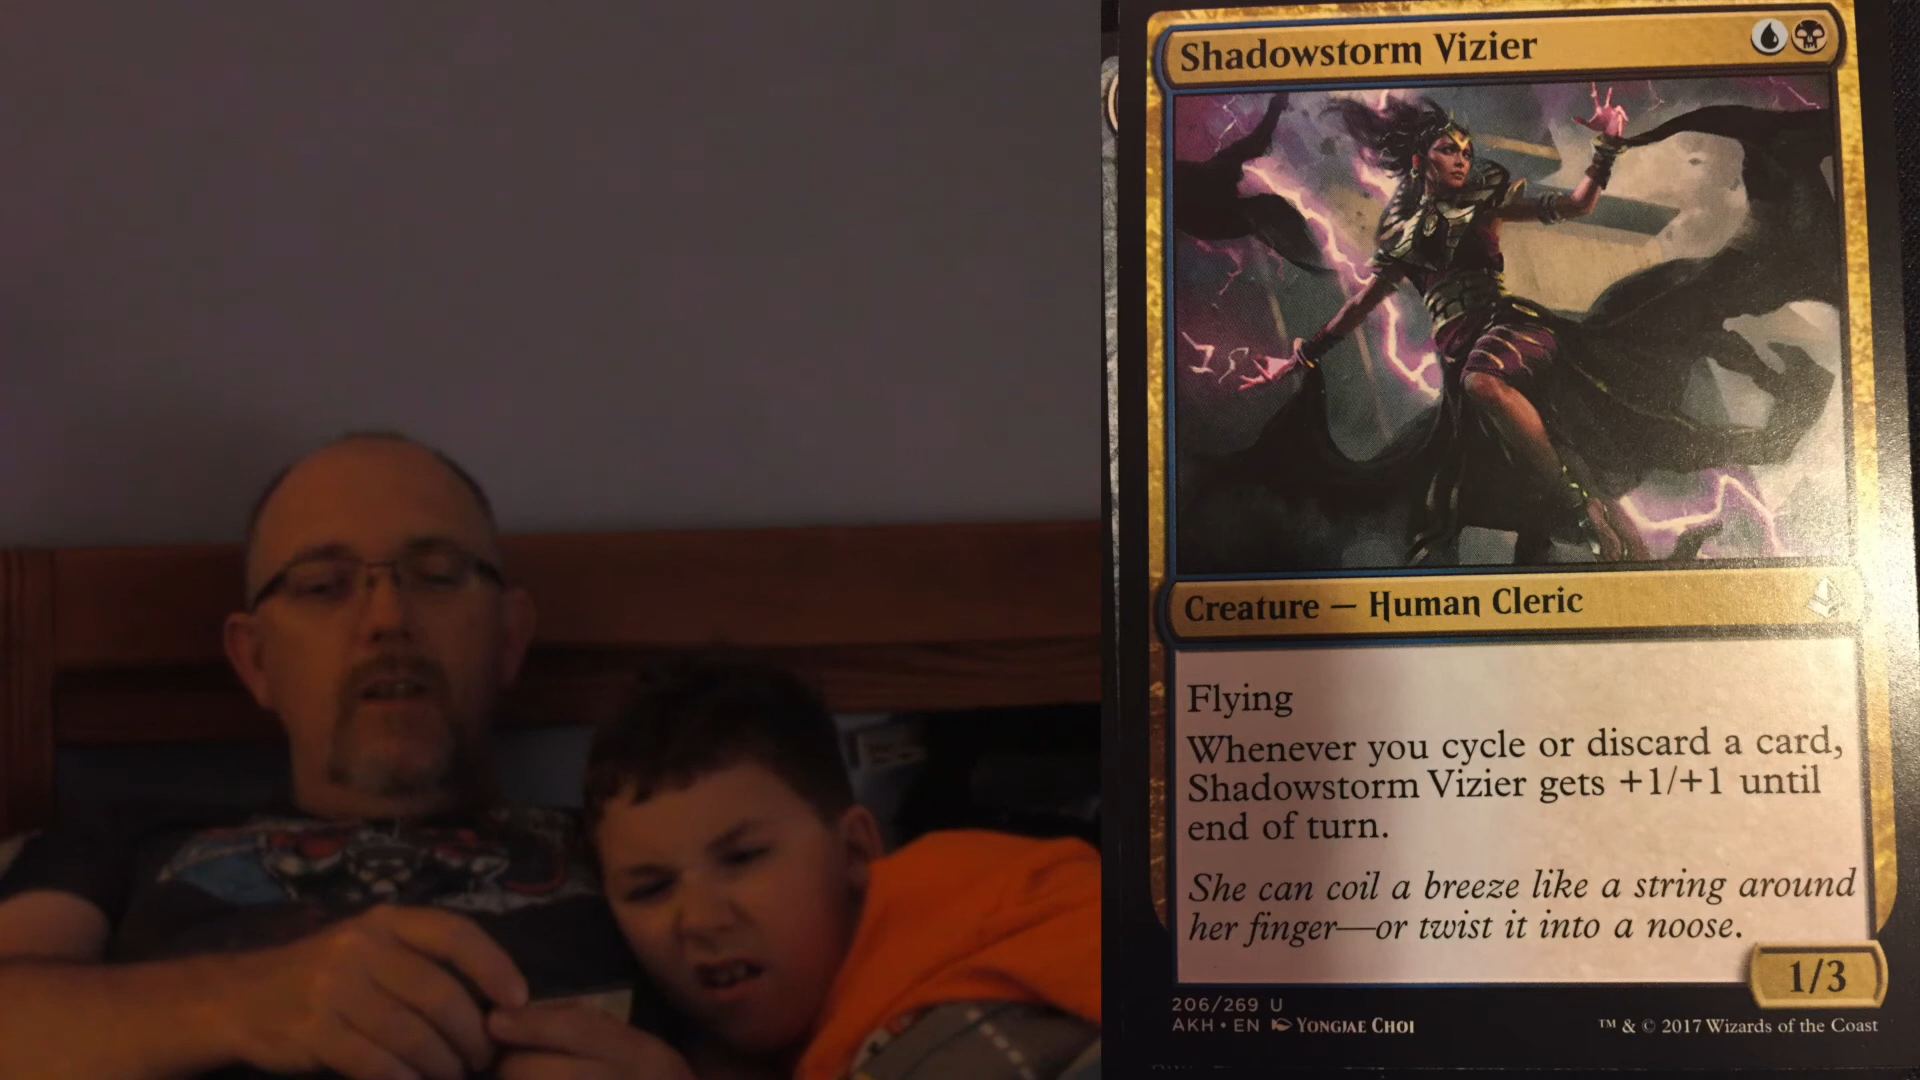 Shadowstorm Vizier
Creature — Human Cleric
Flying
Whenever you cycle or discard a card,
Shadowstorm Vizier gets +1/+1 until
end of turn.
She can coil a breeze like a string around
her finger—or twist it into a noose.
1/3
206/269 U
AKH • EN Yongjae Choi
™ & © 2017 Wizards of the Coast